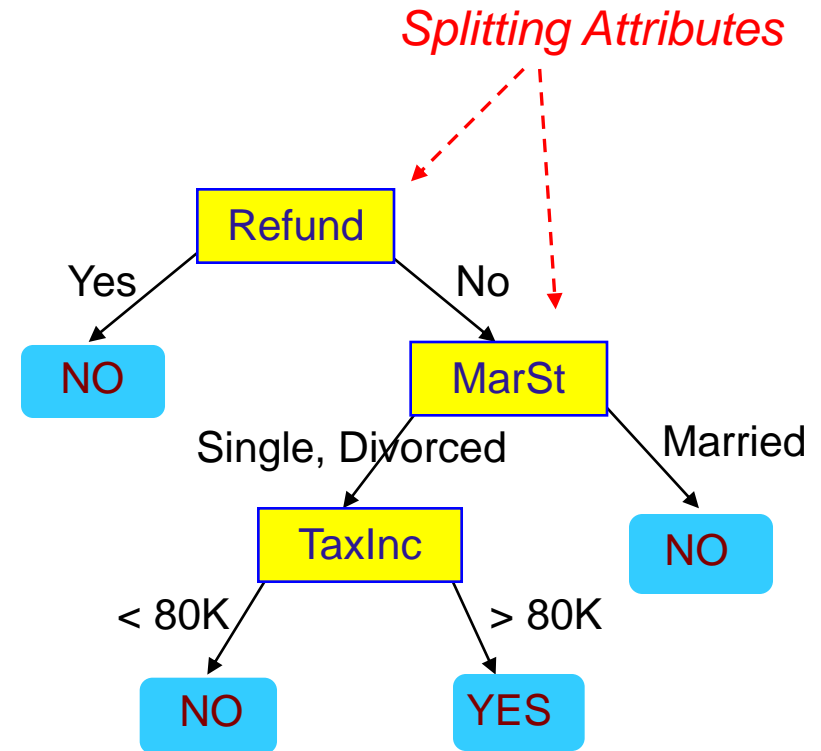 Splitting Attributes
Refund
Yes
No
NO
MarSt
Single, Divorced
Married
TaxInc
NO
< 80K
> 80K
NO
YES